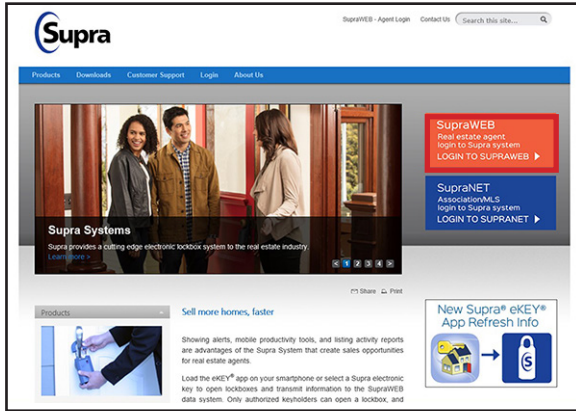 Supra
SupraWEB - Agent Login
Contact Us
Search this site...
Products
Downloads
Customer Support
Login
About Us
SupraWEB
Real estate agent
login to Supra system
LOGIN TO SUPRAWEB
SupraNET
Association/MLS
login to Supra system
LOGIN TO SUPRANET
Supra Systems
Supra provides a cutting edge electronic lockbox system to the real estate industry.
Learn more >
< 1 2 3 4 >
Share
Print
Products
Sell more homes, faster
Showing alerts, mobile productivity tools, and listing activity reports
are advantages of the Supra System that create sales opportunities
for real estate agents.
Load the eKEY® app on your smartphone or select a Supra electronic
key to open lockboxes and transmit information to the SupraWEB
data system. Only authorized keyholders can open a lockbox, and
New Supra® eKEY®
App Refresh Info
S